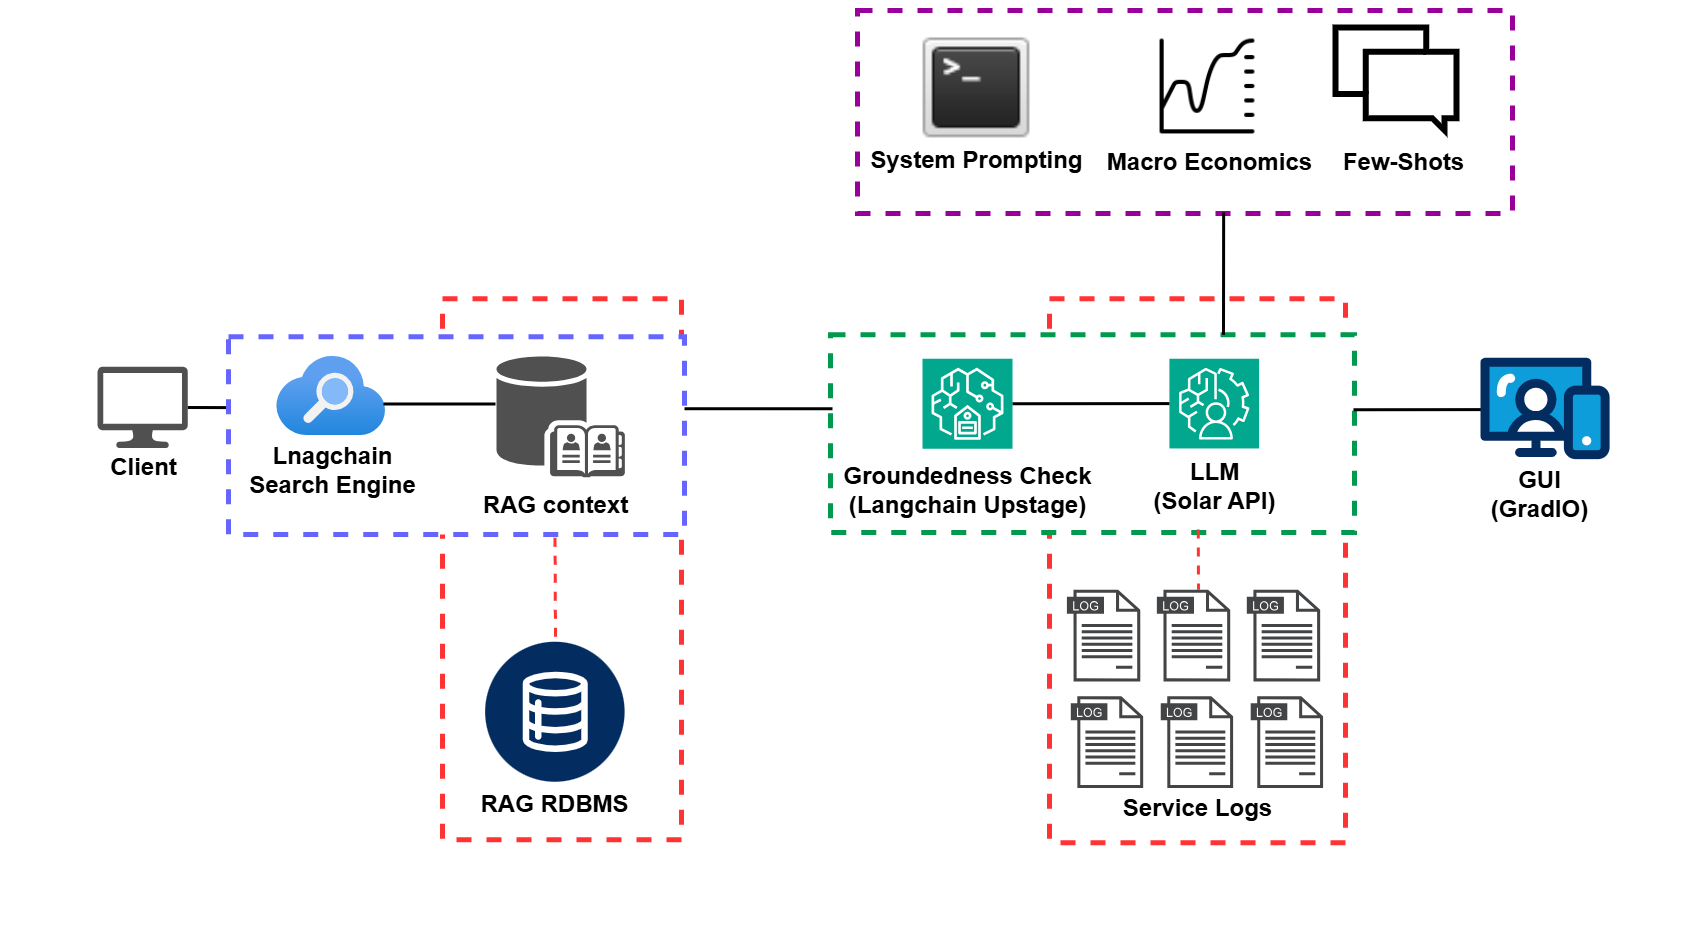 >_
System Prompting
Macro Economics
Few-Shots
Client
Lnagchain
Search Engine
RAG context
Groundedness Check
(Langchain Upstage)
LLM
(Solar API)
GUI
(GradIO)
RAG RDBMS
LOG
LOG
LOG
LOG
LOG
LOG
Service Logs